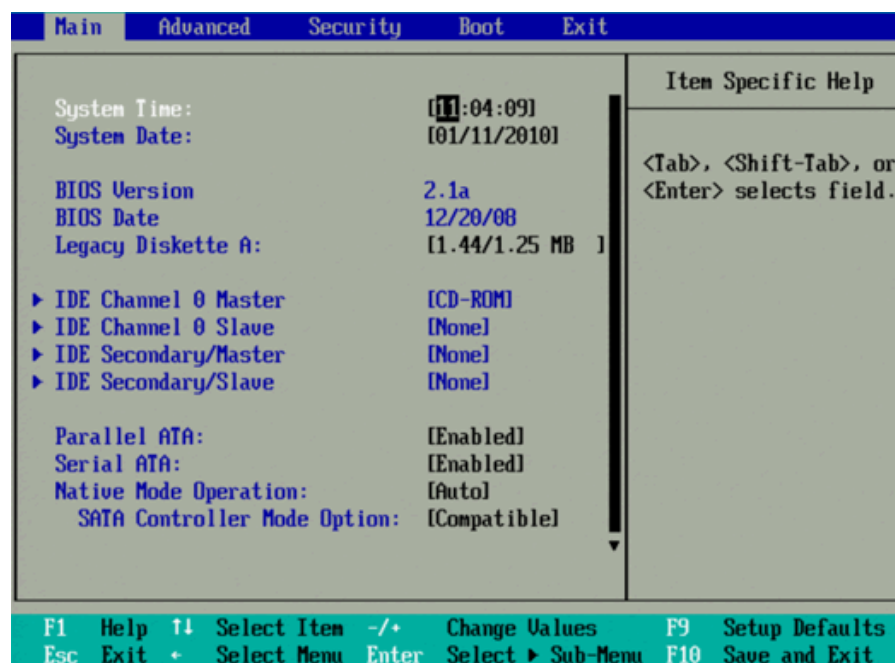 Main Advanced Security Boot Exit
Item Specific Help
System Time: [11:04:09]
System Date: [01/11/2010]
<Tab>, <Shift-Tab>, or
<Enter> selects field.
BIOS Version 2.1a
BIOS Date 12/20/08
Legacy Diskette A: [1.44/1.25 MB ]
IDE Channel 0 Master [CD-ROM]
IDE Channel 0 Slave [None]
IDE Secondary/Master [None]
IDE Secondary/Slave [None]
Parallel ATA: [Enabled]
Serial ATA: [Enabled]
Native Mode Operation: [Auto]
SATA Controller Mode Option: [Compatible]
F1 Help ↑↓ Select Item -/+ Change Values F9 Setup Defaults
Esc Exit ← Select Menu Enter Select ▶ Sub-Menu F10 Save and Exit